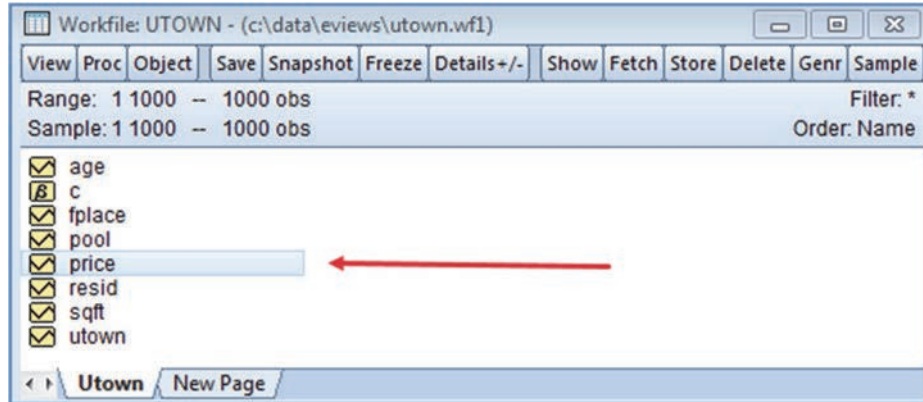 Workfile: UTOWN - (c:\data\eviews\utown.wf1)
View Proc Object Save Snapshot Freeze Details+/- Show Fetch Store Delete Genr Sample
Range: 1 1000 -- 1000 obs Filter: *
Sample: 1 1000 -- 1000 obs Order: Name
age
β c
fplace
pool
price
resid
sqft
utown
Utown New Page